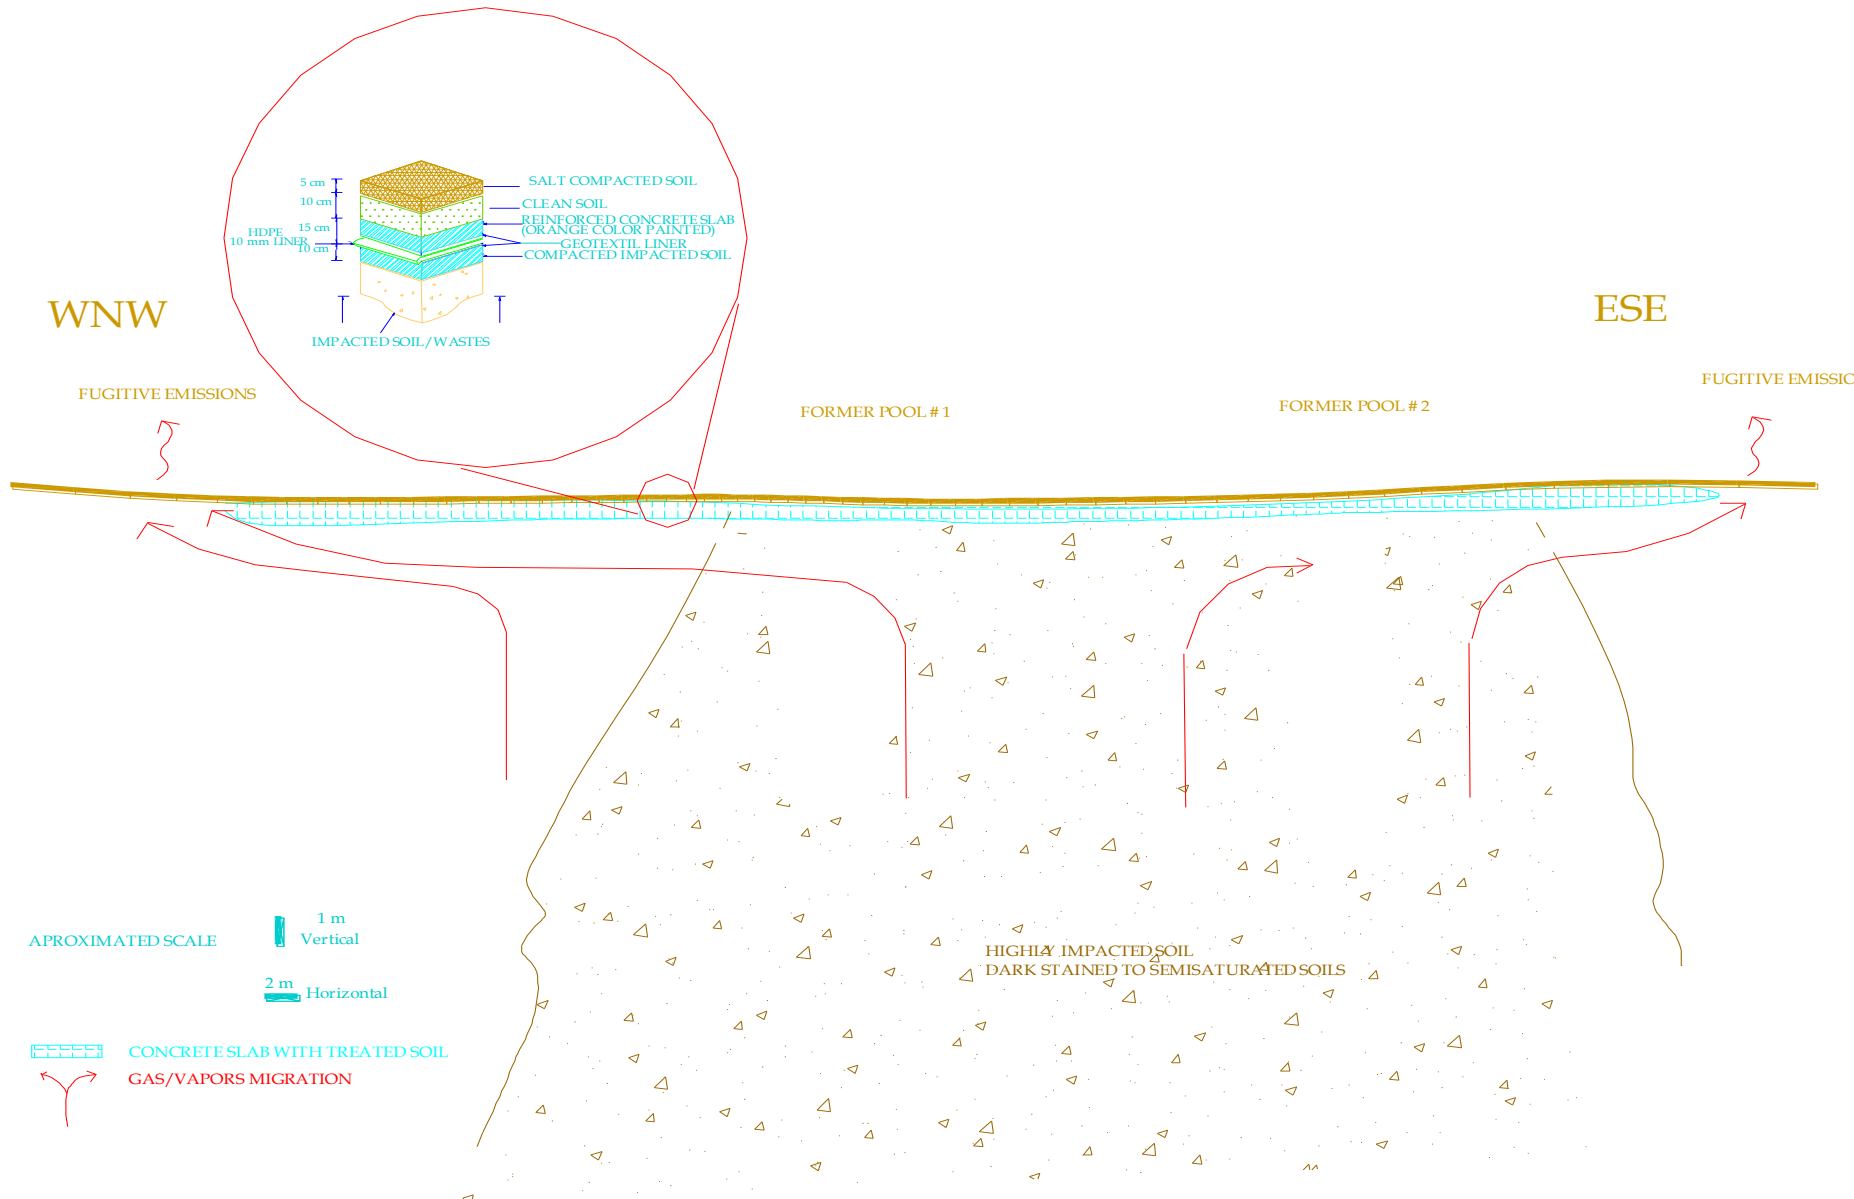 5 cm
SALT COMPACTED SOIL
10 cm
CLEAN SOIL
REINFORCED CONCRETE SLAB
(ORANGE COLOR PAINTED)
15 cm
HDPE
10 mm LINER
GEOTEXTIL LINER
10 cm
COMPACTED IMPACTED SOIL
IMPACTED SOIL/WASTES
WNW
ESE
FUGITIVE EMISSIONS
FUGITIVE EMISSIC
FORMER POOL # 1
FORMER POOL # 2
HIGHLY IMPACTED SOIL
DARK STAINED TO SEMISATURATED SOILS
APROXIMATED SCALE
1 m
Vertical
2 m
Horizontal
CONCRETE SLAB WITH TREATED SOIL
GAS/VAPORS MIGRATION